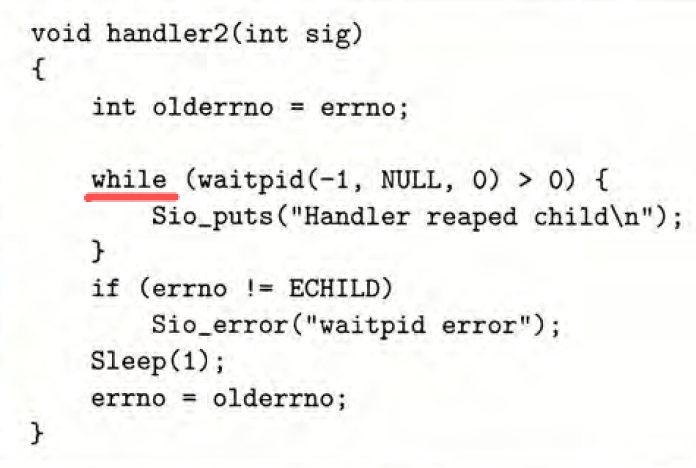 void handler2(int sig)
{
    int olderrno = errno;

    while (waitpid(-1, NULL, 0) > 0) {
        Sio_puts("Handler reaped child\n");
    }
    if (errno != ECHILD)
        Sio_error("waitpid error");
    Sleep(1);
    errno = olderrno;
}